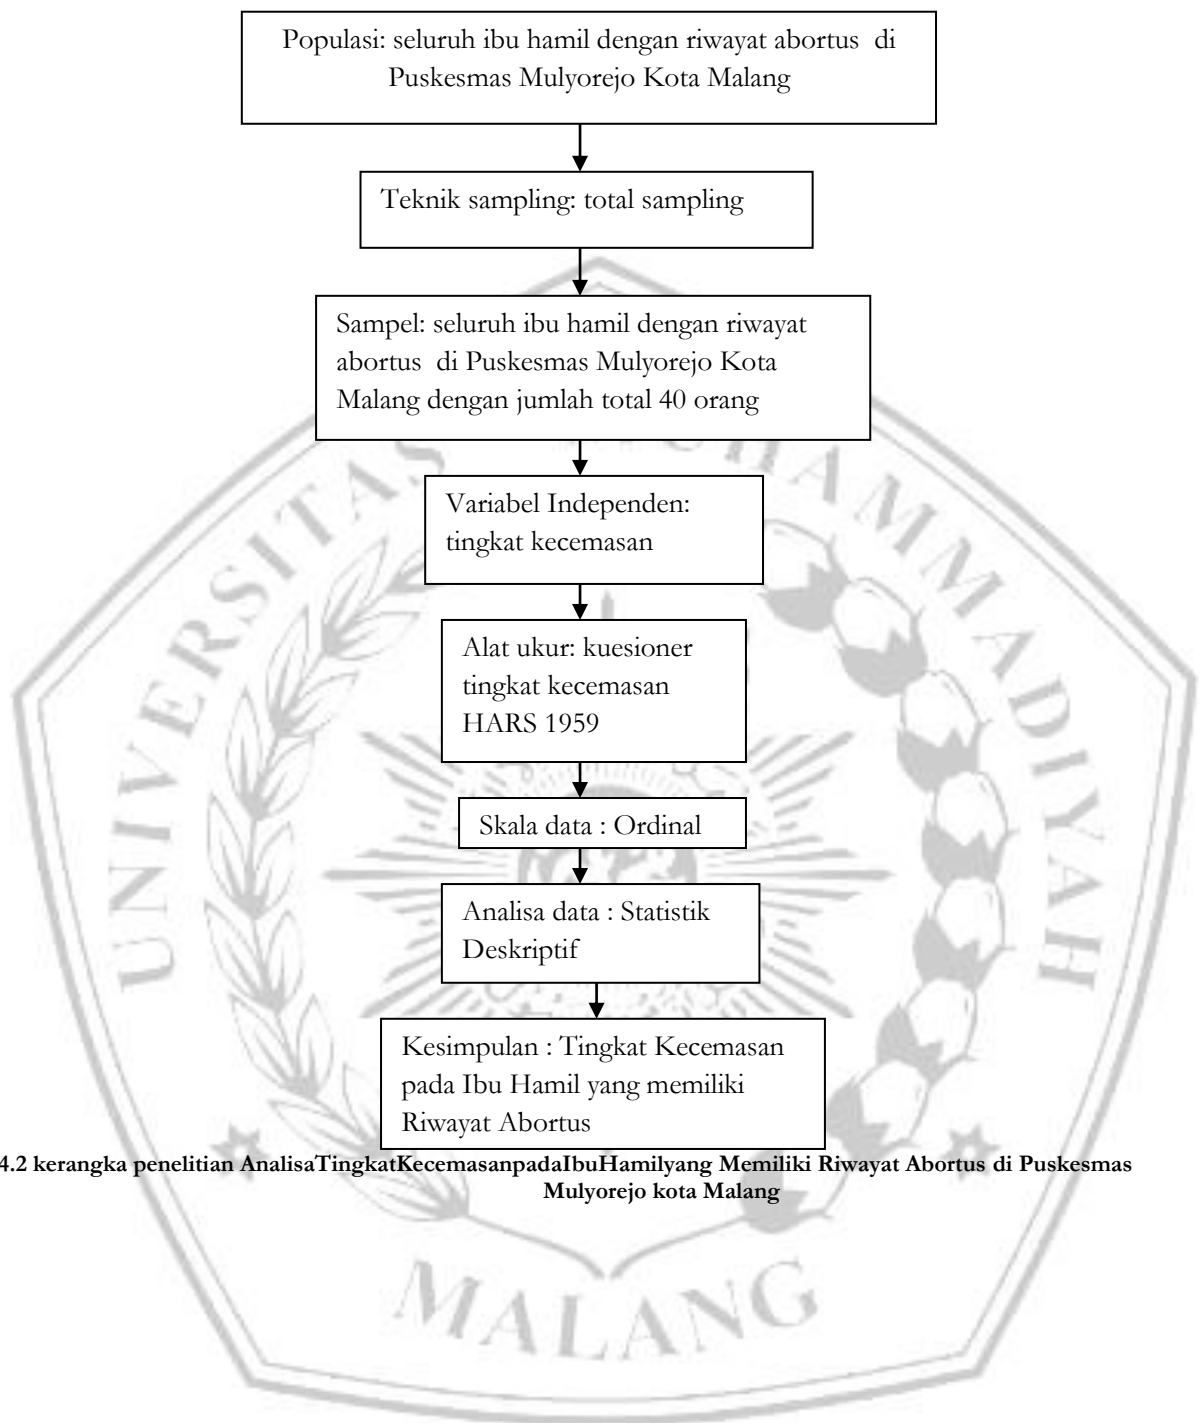 Populasi: seluruh ibu hamil dengan riwayat abortus  di
Puskesmas Mulyorejo Kota Malang
Teknik sampling: total sampling
Sampel: seluruh ibu hamil dengan riwayat
abortus  di Puskesmas Mulyorejo Kota
Malang dengan jumlah total 40 orang
Variabel Independen:
tingkat kecemasan
Alat ukur: kuesioner
tingkat kecemasan
HARS 1959
Skala data : Ordinal
Analisa data : Statistik
Deskriptif
Kesimpulan : Tingkat Kecemasan
pada Ibu Hamil yang memiliki
Riwayat Abortus
4.2 kerangka penelitian AnalisaTingkatKecemasanpadaIbuHamilyang Memiliki Riwayat Abortus di Puskesmas
Mulyorejo kota Malang
UNIVERSITAS
MALANG